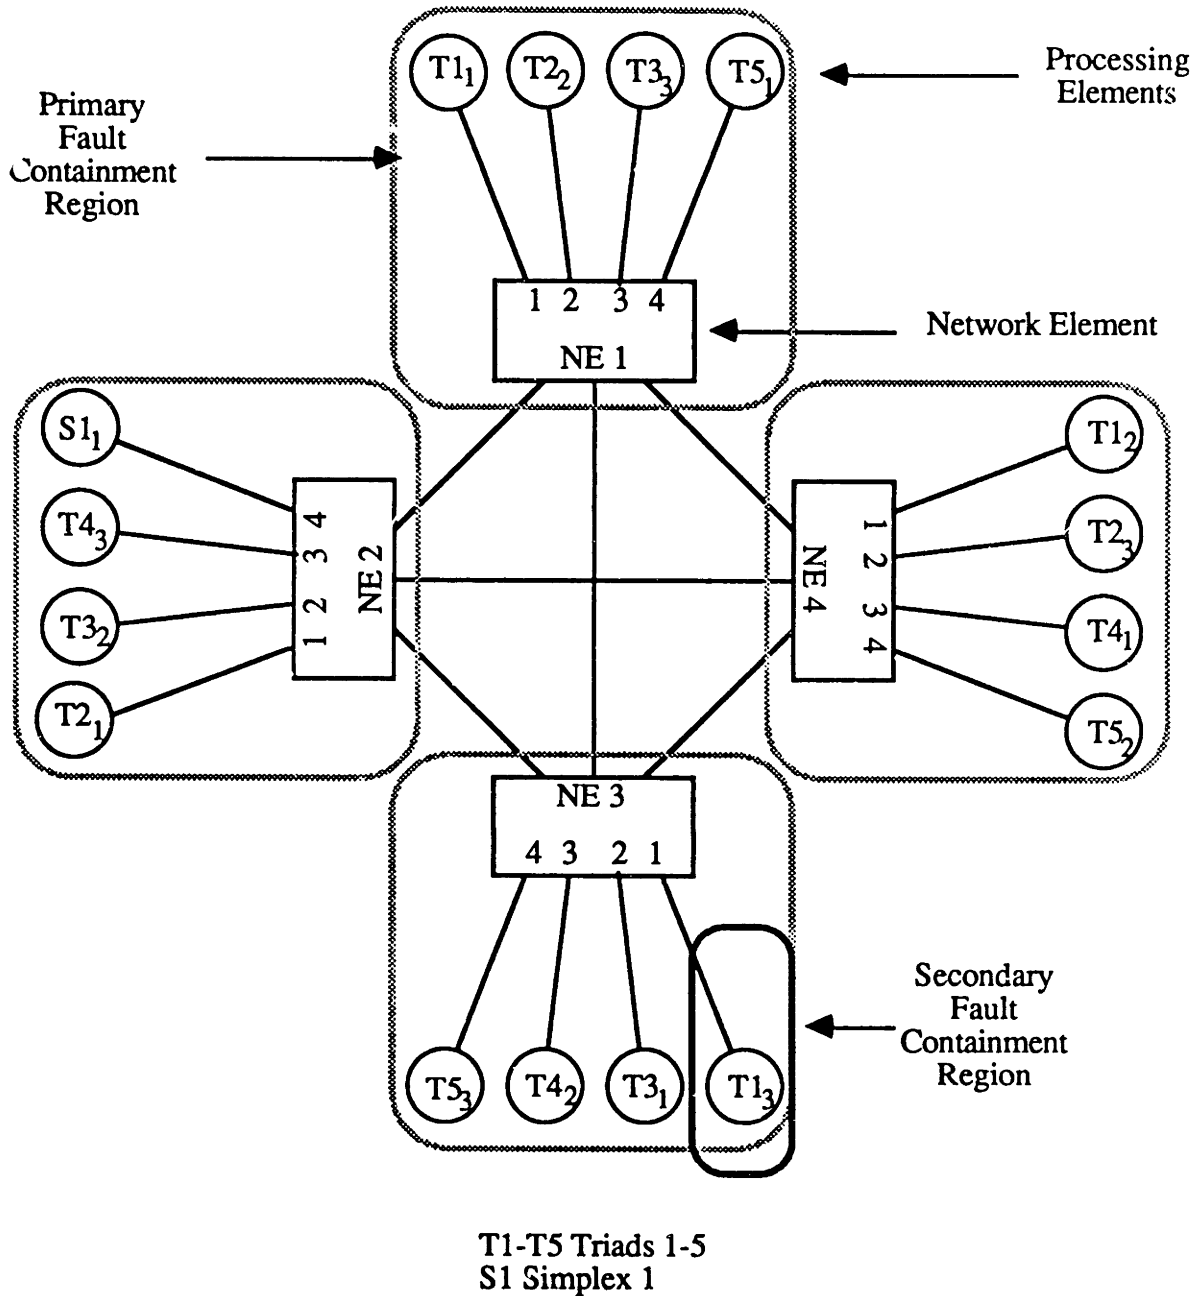 T1₁ T2₂ T3₃ T5₁
Processing
Elements
Primary
Fault
Containment
Region
1 2 3 4
NE 1
Network Element
S1₁
T4₃
T3₂
T2₁
4
3
2
1
NE 2
NE 4
1
2
3
4
T1₂
T2₃
T4₁
T5₂
NE 3
4 3 2 1
T5₃ T4₂ T3₁ T1₃
Secondary
Fault
Containment
Region
T1-T5 Triads 1-5
S1 Simplex 1